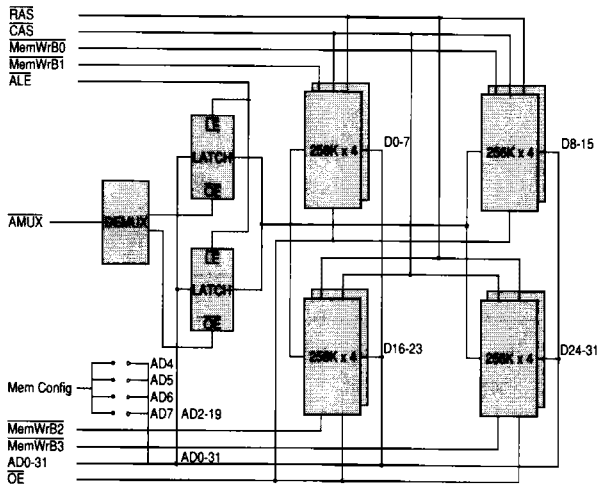 RAS
CAS
MemWrB0
MemWrB1
ALE
LE
LATCH
OE
256K x 4
D0-7
256K x 4
D8-15
AMUX
DEMUX
LE
LATCH
OE
256K x 4
D16-23
256K x 4
D24-31
Mem Config
AD4
AD5
AD6
AD7
AD2-19
MemWrB2
MemWrB3
AD0-31
AD0-31
OE